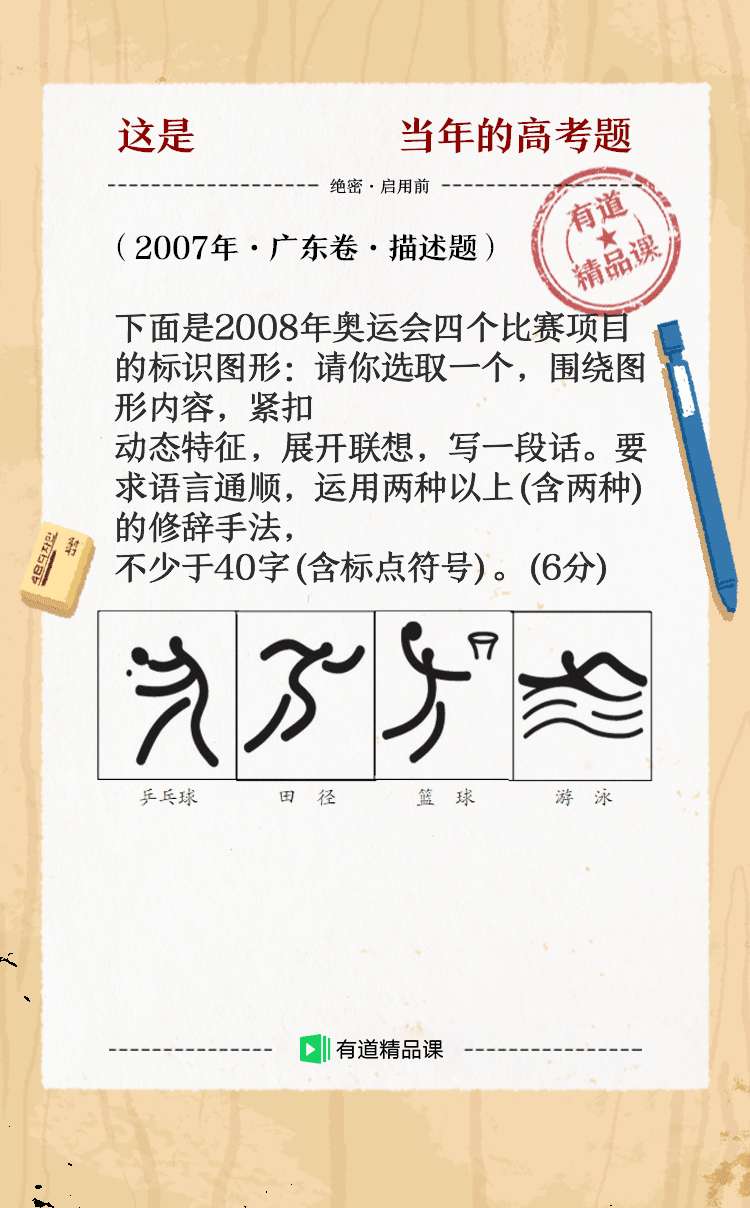 这是 当年的高考题
绝密·启用前
有道
精品课
（2007年·广东卷·描述题）
下面是2008年奥运会四个比赛项目
的标识图形：请你选取一个，围绕图
形内容，紧扣
动态特征，展开联想，写一段话。要
求语言通顺，运用两种以上(含两种)
的修辞手法，
不少于40字(含标点符号)。(6分)
乒乓球 田 径 篮 球 游 泳
有道精品课